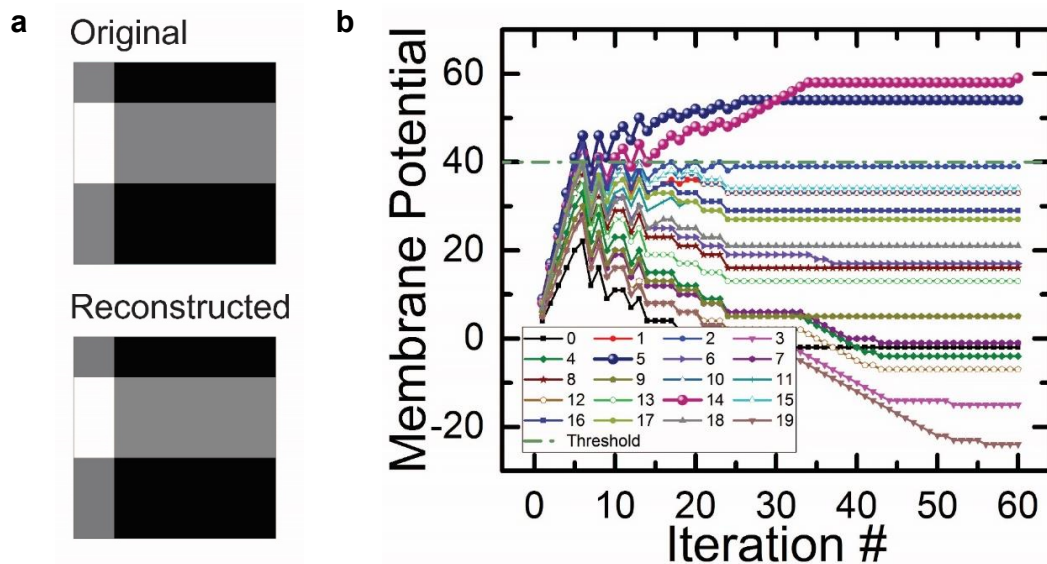 a
Original
Reconstructed
b
Membrane Potential
60
40
20
0
-20
0 1 2 3
4 5 6 7
8 9 10 11
12 13 14 15
16 17 18 19
Threshold
0 10 20 30 40 50 60
Iteration #